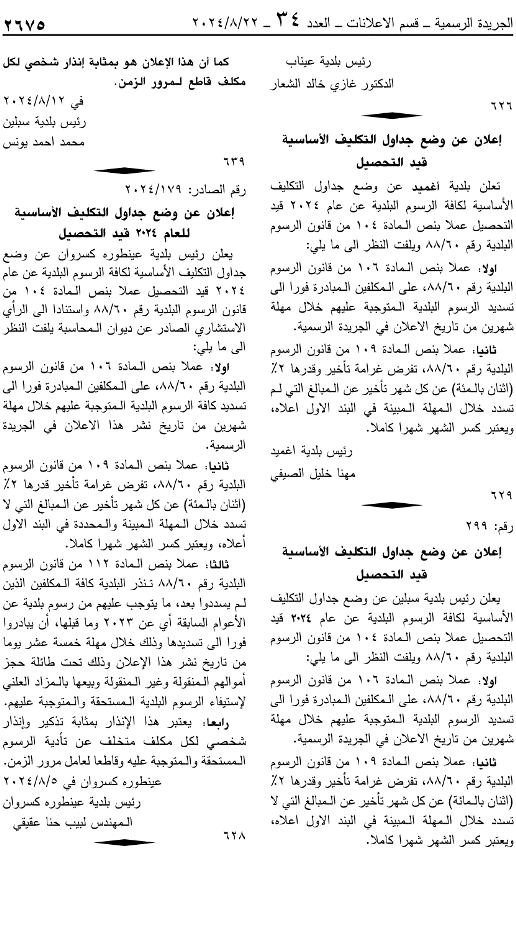 الجريدة الرسمية ــ قسم الاعلانات ــ العدد ٣٤ ــ ٢٠٢٤/٨/٢٢
٢٦٧٥
رئيس بلدية عيناب
الدكتور غازي خالد الشعار
٦٢٦
إعلان عن وضع جداول التكليف الأساسية
قيد التحصيل
تعلن بلدية اغميد عن وضع جداول التكليف
الأساسية لكافة الرسوم البلدية عن عام ٢٠٢٤ قيد
التحصيل عملا بنص المادة ١٠٤ من قانون الرسوم
البلدية رقم ٨٨/٦٠ ويلفت النظر الى ما يلي:
اولا: عملا بنص المادة ١٠٦ من قانون الرسوم
البلدية رقم ٨٨/٦٠، على المكلفين المبادرة فورا الى
تسديد الرسوم البلدية المتوجبة عليهم خلال مهلة
شهرين من تاريخ الاعلان في الجريدة الرسمية.
ثانيا: عملا بنص المادة ١٠٩ من قانون الرسوم
البلدية رقم ٨٨/٦٠، تفرض غرامة تأخير وقدرها ٢٪
(اثنان بالمئة) عن كل شهر تأخير عن المبالغ التي لم
تسدد خلال المهلة المبينة في البند الاول اعلاه،
ويعتبر كسر الشهر شهرا كاملا.
رئيس بلدية اغميد
مهنا خليل الصيفي
٦٢٩
رقم: ٢٩٩
إعلان عن وضع جداول التكليف الأساسية
قيد التحصيل
يعلن رئيس بلدية سبلين عن وضع جداول التكليف
الأساسية لكافة الرسوم البلدية عن عام ٢٠٢٤ قيد
التحصيل عملا بنص المادة ١٠٤ من قانون الرسوم
البلدية رقم ٨٨/٦٠ ويلفت النظر الى ما يلي:
اولا: عملا بنص المادة ١٠٦ من قانون الرسوم
البلدية رقم ٨٨/٦٠، على المكلفين المبادرة فورا الى
تسديد الرسوم البلدية المتوجبة عليهم خلال مهلة
شهرين من تاريخ الاعلان في الجريدة الرسمية.
ثانيا: عملا بنص المادة ١٠٩ من قانون الرسوم
البلدية رقم ٨٨/٦٠، تفرض غرامة تأخير وقدرها ٢٪
(اثنان بالمائة) عن كل شهر تأخير عن المبالغ التي لا
تسدد خلال المهلة المبينة في البند الاول اعلاه،
ويعتبر كسر الشهر شهرا كاملا.
كما أن هذا الإعلان هو بمثابة إنذار شخصي لكل
مكلف قاطع لمرور الزمن.
في ٢٠٢٤/٨/١٢
رئيس بلدية سبلين
محمد احمد يونس
٦٣٩
رقم الصادر: ٢٠٢٤/١٧٩
إعلان عن وضع جداول التكليف الأساسية
للعام ٢٠٢٤ قيد التحصيل
يعلن رئيس بلدية عينطوره كسروان عن وضع
جداول التكليف الأساسية لكافة الرسوم البلدية عن عام
٢٠٢٤ قيد التحصيل عملا بنص المادة ١٠٤ من
قانون الرسوم البلدية رقم ٨٨/٦٠ واستنادا الى الرأي
الاستشاري الصادر عن ديوان المحاسبة يلفت النظر
الى ما يلي:
اولا: عملا بنص المادة ١٠٦ من قانون الرسوم
البلدية رقم ٨٨/٦٠، على المكلفين المبادرة فورا الى
تسديد كافة الرسوم البلدية المتوجبة عليهم خلال مهلة
شهرين من تاريخ نشر هذا الاعلان في الجريدة
الرسمية.
ثانيا: عملا بنص المادة ١٠٩ من قانون الرسوم
البلدية رقم ٨٨/٦٠، تفرض غرامة تأخير قدرها ٢٪
(اثنان بالمئة) عن كل شهر تأخير عن المبالغ التي لا
تسدد خلال المهلة المبينة والمحددة في البند الاول
أعلاه، ويعتبر كسر الشهر شهرا كاملا.
ثالثا: عملا بنص المادة ١١٢ من قانون الرسوم
البلدية رقم ٨٨/٦٠ تنذر البلدية كافة المكلفين الذين
لم يسددوا بعد، ما يتوجب عليهم من رسوم بلدية عن
الأعوام السابقة أي عن ٢٠٢٣ وما قبلها، أن يبادروا
فورا الى تسديدها وذلك خلال مهلة خمسة عشر يوما
من تاريخ نشر هذا الإعلان وذلك تحت طائلة حجز
أموالهم المنقولة وغير المنقولة وبيعها بالمزاد العلني
لإستيفاء الرسوم البلدية المستحقة والمتوجبة عليهم.
رابعا: يعتبر هذا الإنذار بمثابة تذكير وإنذار
شخصي لكل مكلف متخلف عن تأدية الرسوم
المستحقة والمتوجبة عليه وقاطعا لعامل مرور الزمن.
عينطوره كسروان في ٢٠٢٤/٨/٥
رئيس بلدية عينطوره كسروان
المهندس لبيب حنا عقيقي
٦٢٨